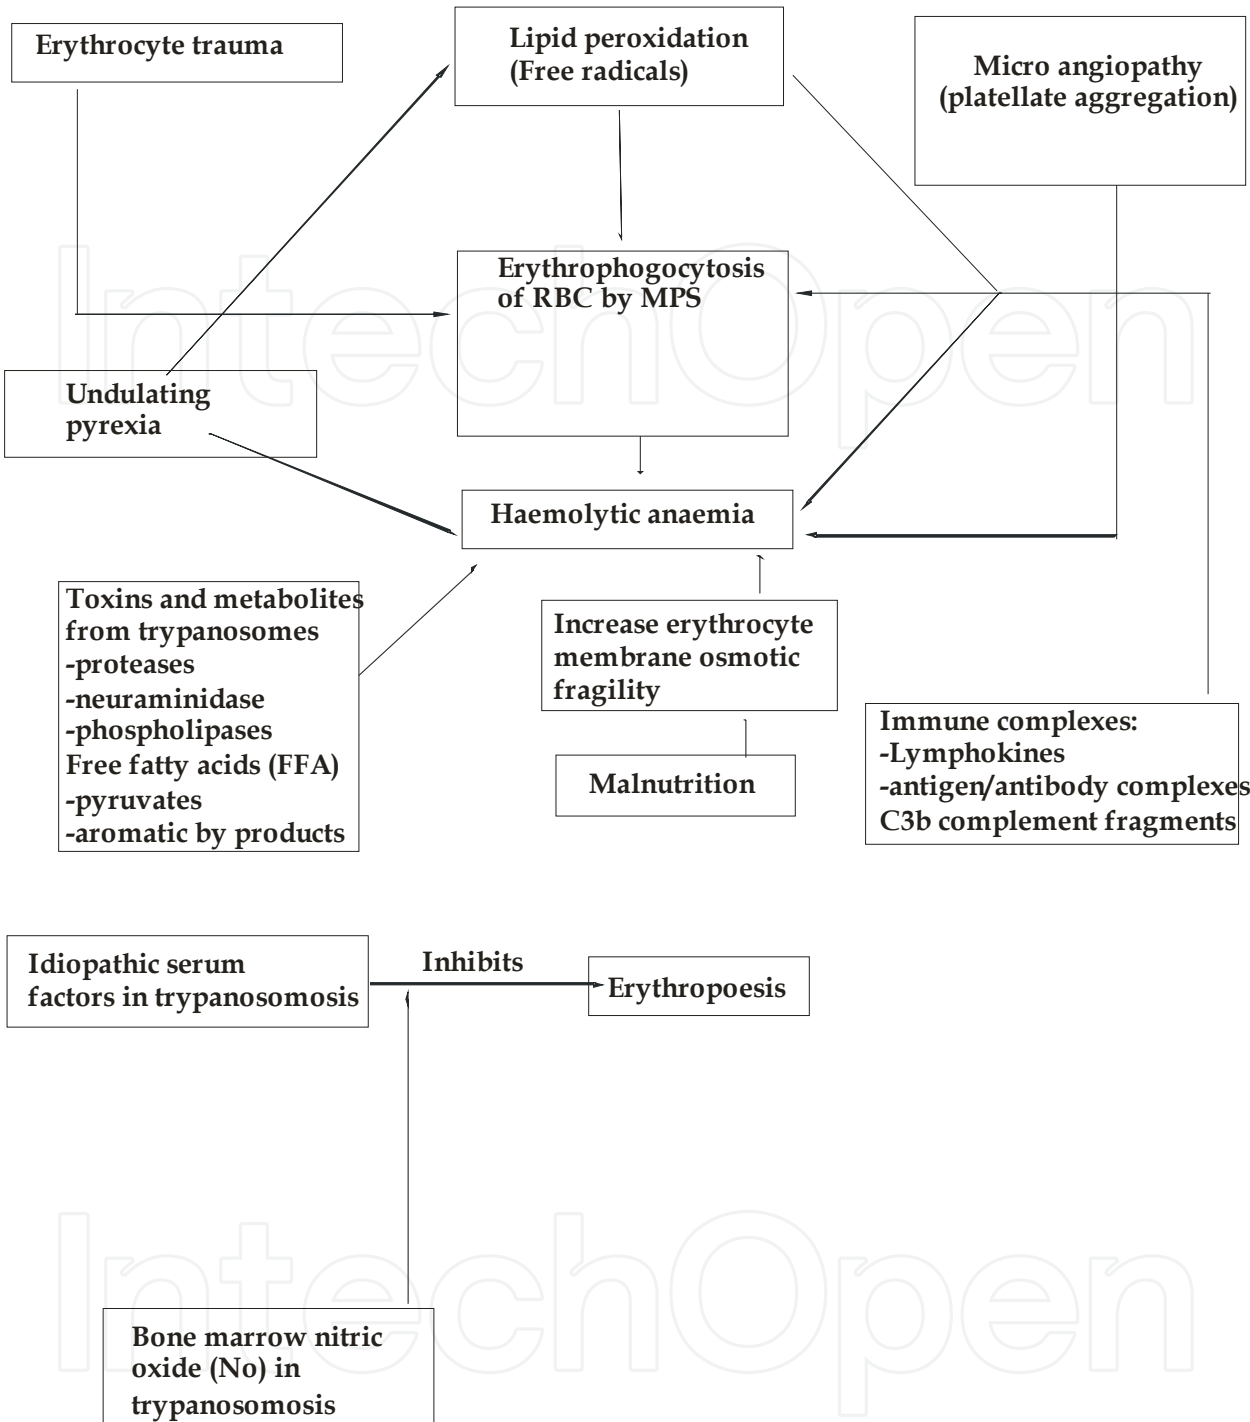 Erythrocyte trauma
Lipid peroxidation
(Free radicals)
Micro angiopathy
(platellate aggregation)
Erythrophogocytosis
of RBC by MPS
Undulating
pyrexia
Haemolytic anaemia
Toxins and metabolites
from trypanosomes
-proteases
-neuraminidase
-phospholipases
Free fatty acids (FFA)
-pyruvates
-aromatic by products
Increase erythrocyte
membrane osmotic
fragility
Malnutrition
Immune complexes:
-Lymphokines
-antigen/antibody complexes
C3b complement fragments
Idiopathic serum
factors in trypanosomosis
Inhibits
Erythropoesis
Bone marrow nitric
oxide (No) in
trypanosomosis
IntechOpen
IntechOpen